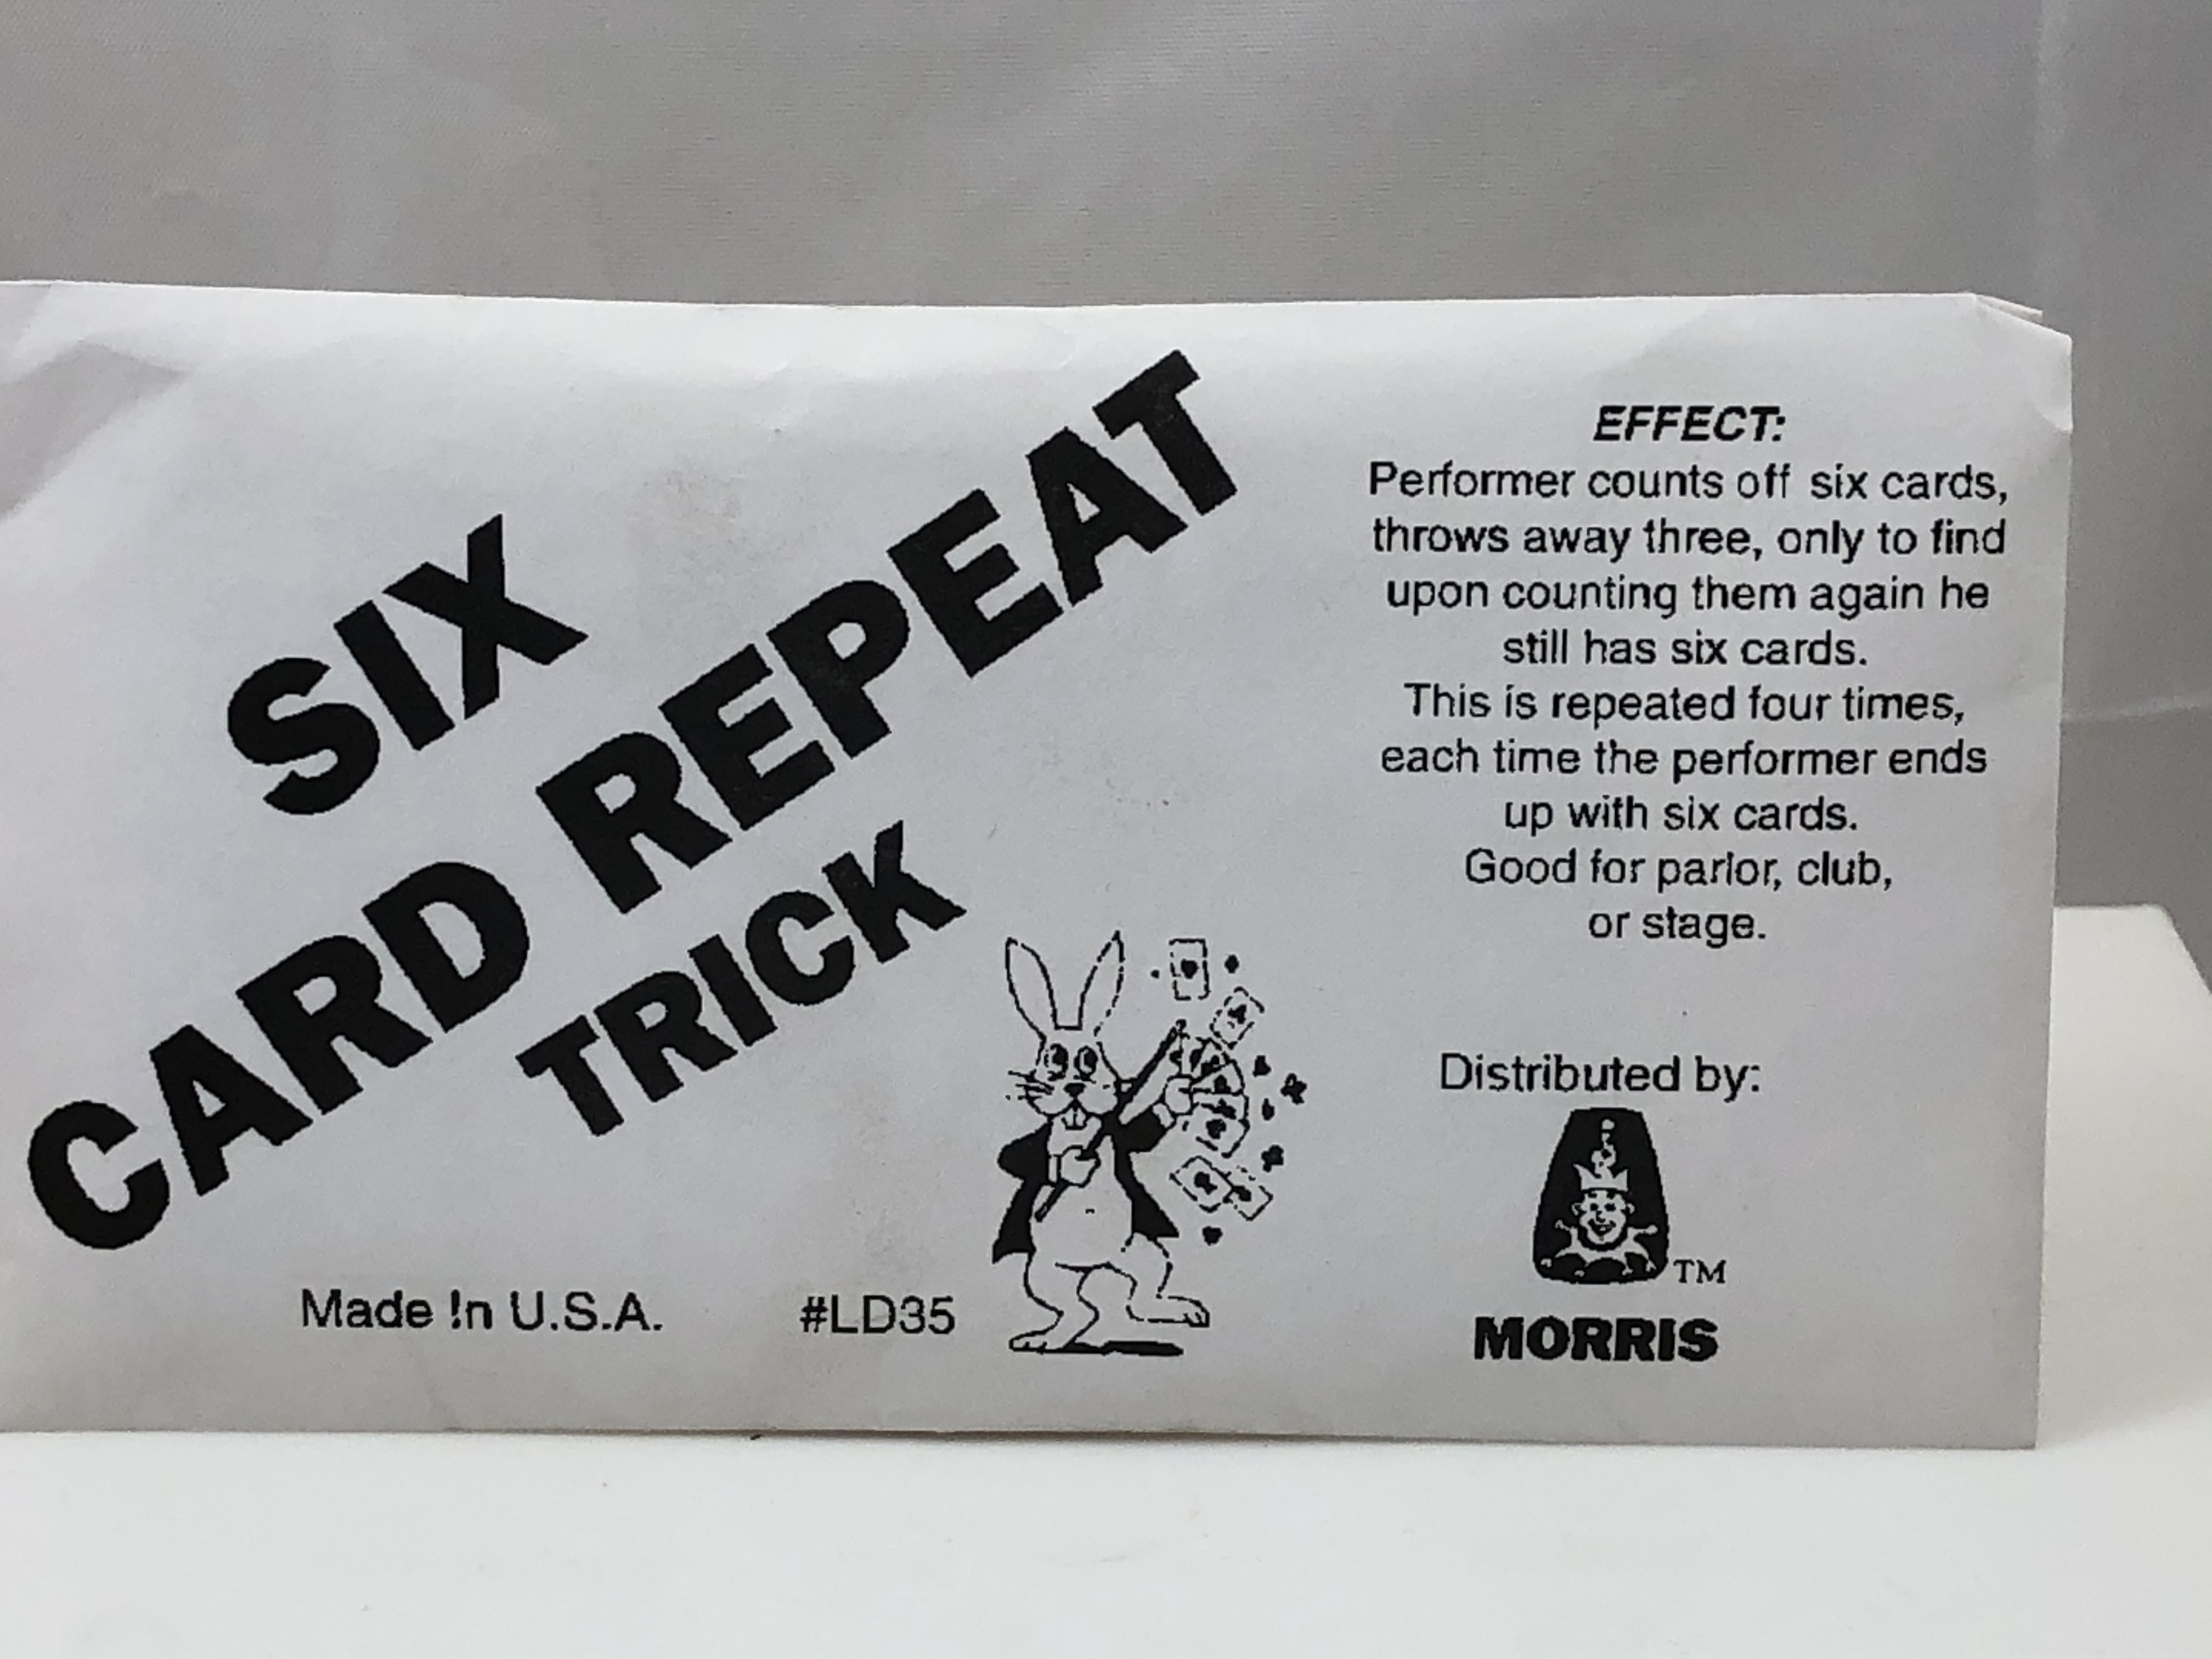 SIX
CARD REPEAT
TRICK
Made !n U.S.A.
#LD35
EFFECT:
Performer counts off six cards,
throws away three, only to find
upon counting them again he
still has six cards.
This is repeated four times,
each time the performer ends
up with six cards.
Good for parlor, club,
or stage.
Distributed by:
TM
MORRIS